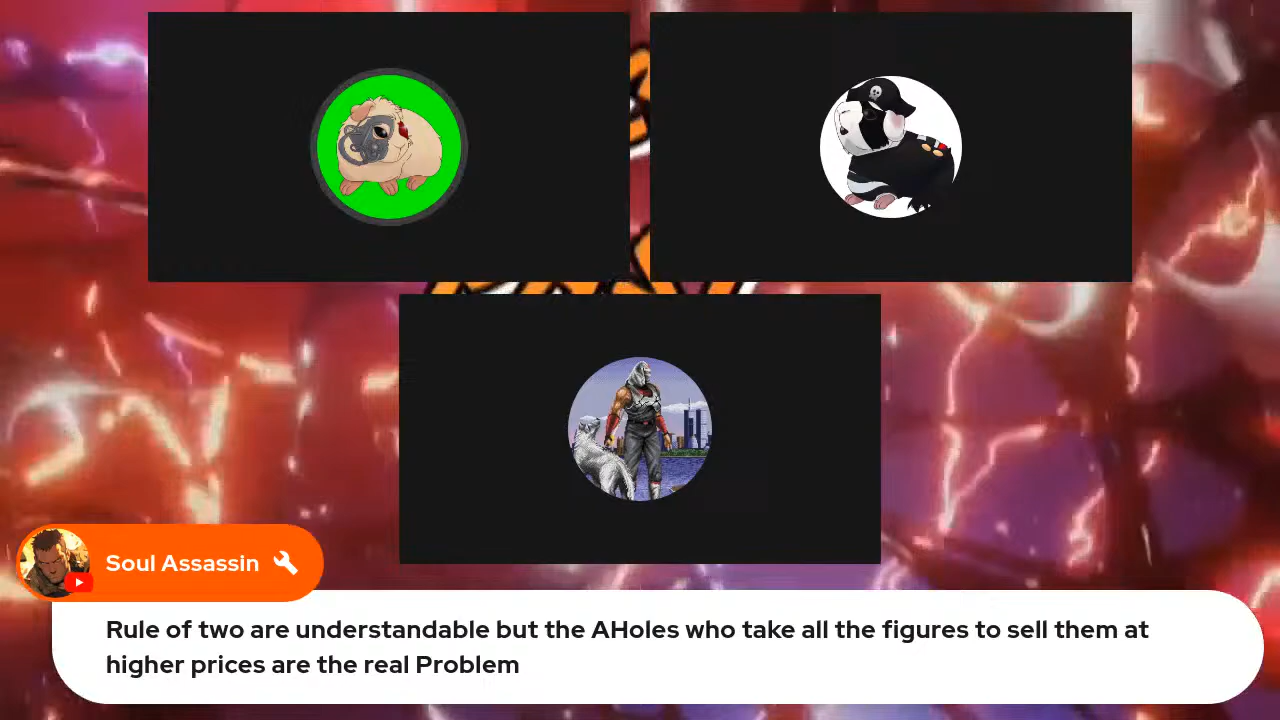 Soul Assassin
Rule of two are understandable but the AHoles who take all the figures to sell them at
higher prices are the real Problem